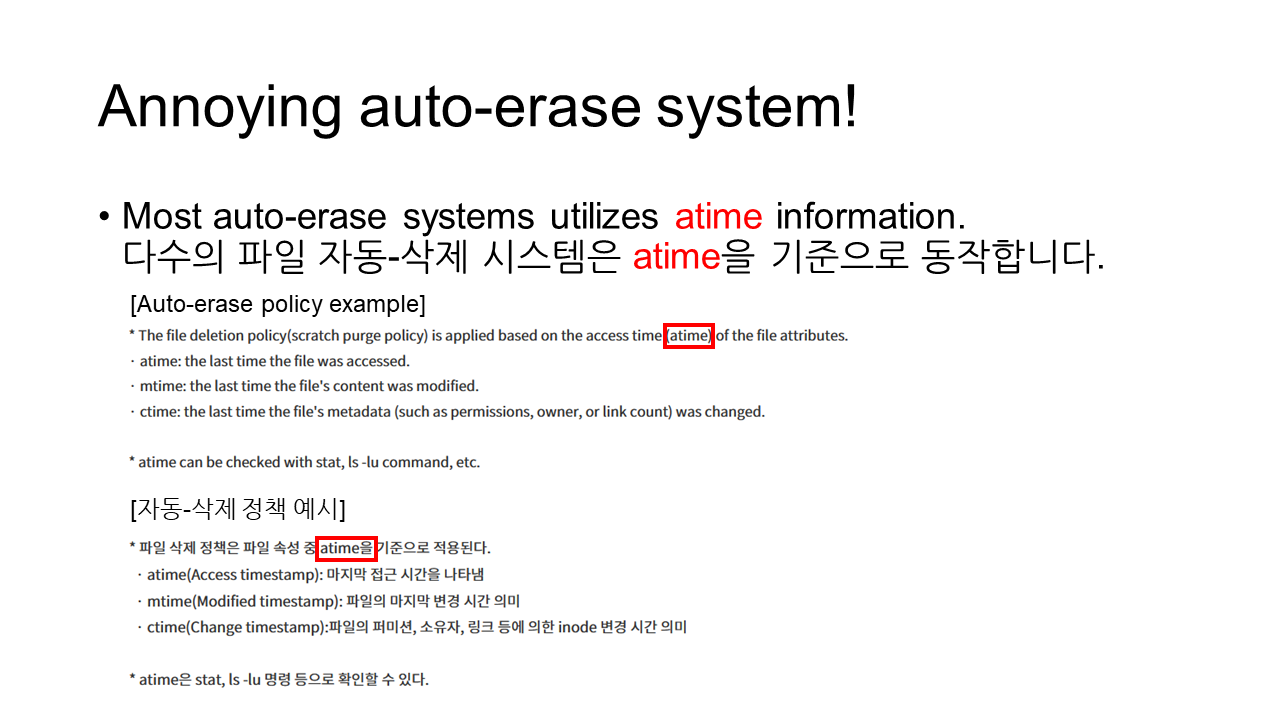 Annoying auto-erase system!
• Most auto-erase systems utilizes atime information.
다수의 파일 자동-삭제 시스템은 atime을 기준으로 동작합니다.
[Auto-erase policy example]
* The file deletion policy(scratch purge policy) is applied based on the access time (atime) of the file attributes.
· atime: the last time the file was accessed.
· mtime: the last time the file's content was modified.
· ctime: the last time the file's metadata (such as permissions, owner, or link count) was changed.
* atime can be checked with stat, ls -lu command, etc.
[자동-삭제 정책 예시]
* 파일 삭제 정책은 파일 속성 중 atime을 기준으로 적용된다.
· atime(Access timestamp): 마지막 접근 시간을 나타냄
· mtime(Modified timestamp): 파일의 마지막 변경 시간 의미
· ctime(Change timestamp):파일의 퍼미션, 소유자, 링크 등에 의한 inode 변경 시간 의미
* atime은 stat, ls -lu 명령 등으로 확인할 수 있다.